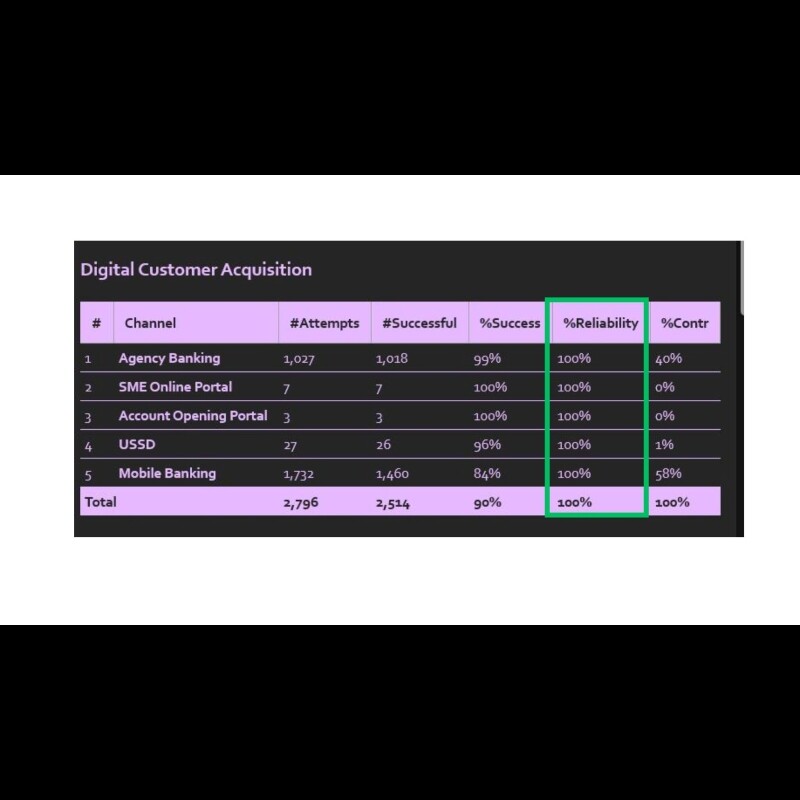 Digital Customer Acquisition
# Channel #Attempts #Successful %Success %Reliability %Contr
1 Agency Banking 1,027 1,018 99% 100% 40%
2 SME Online Portal 7 7 100% 100% 0%
3 Account Opening Portal 3 3 100% 100% 0%
4 USSD 27 26 96% 100% 1%
5 Mobile Banking 1,732 1,460 84% 100% 58%
Total 2,796 2,514 90% 100% 100%